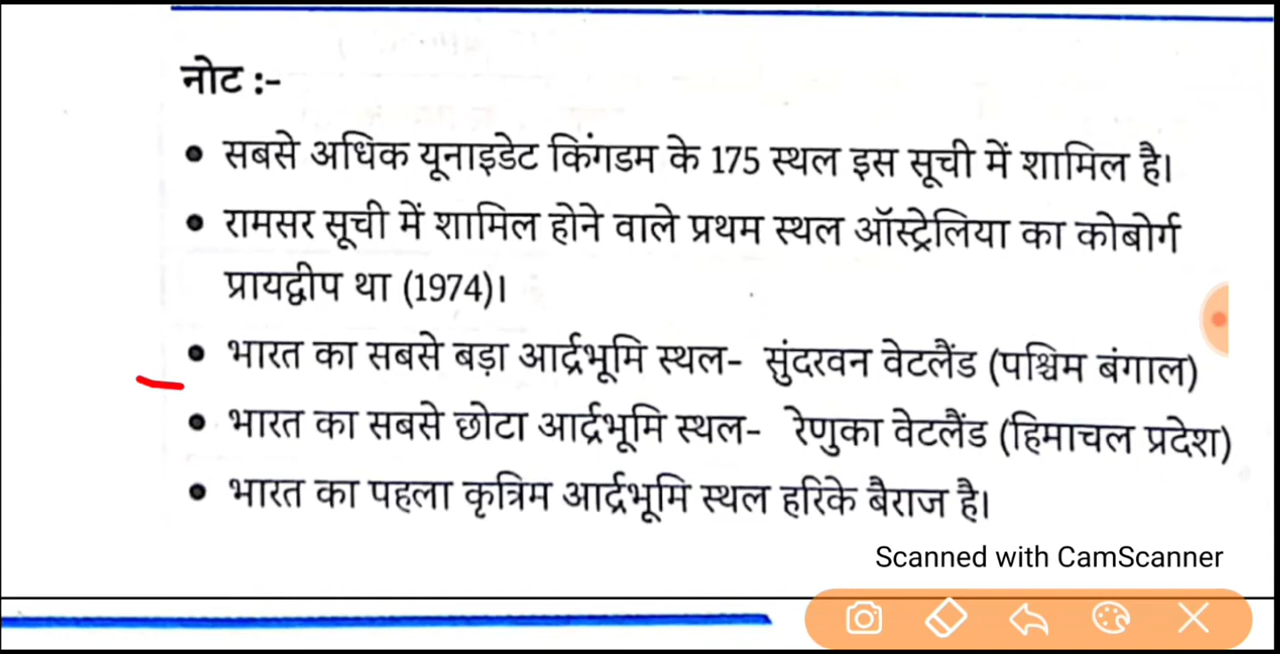 नोट :-
• सबसे अधिक यूनाइडेट किंगडम के 175 स्थल इस सूची में शामिल है।
• रामसर सूची में शामिल होने वाले प्रथम स्थल ऑस्ट्रेलिया का कोबोर्ग
प्रायद्वीप था (1974)।
• भारत का सबसे बड़ा आर्द्रभूमि स्थल- सुंदरवन वेटलैंड (पश्चिम बंगाल)
• भारत का सबसे छोटा आर्द्रभूमि स्थल- रेणुका वेटलैंड (हिमाचल प्रदेश)
• भारत का पहला कृत्रिम आर्द्रभूमि स्थल हरिके बैराज है।
Scanned with CamScanner